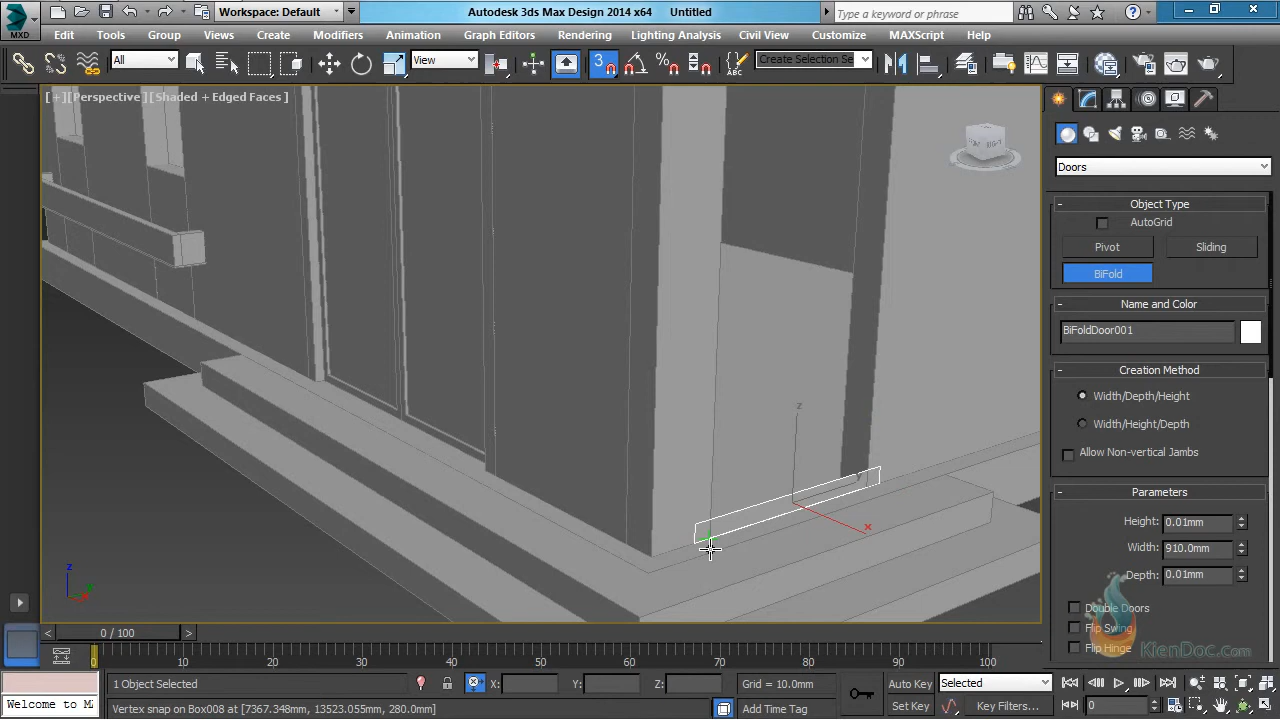 MXD
Workspace: Default
Autodesk 3ds Max Design 2014 x64 Untitled
Type a keyword or phrase
Edit Tools Group Views Create Modifiers Animation Graph Editors Rendering Lighting Analysis Civil View Customize MAXScript Help
All
View
3
Create Selection Se
[+][Perspective][Shaded + Edged Faces]
Doors
Object Type
AutoGrid
Pivot Sliding
BiFold
Name and Color
BiFoldDoor001
Creation Method
Width/Depth/Height
Width/Height/Depth
Allow Non-vertical Jambs
Parameters
Height: 0.01mm
Width: 910.0mm
Depth: 0.01mm
Double Doors
Flip Swing
Flip Hinge
KienDoc.com
z
x
z
0 / 100
0 10 20 30 40 50 60 70 80 90 100
1 Object Selected
X: Y: Z:
Grid = 10.0mm
Auto Key
Selected
Welcome to M
Vertex snap on Box008 at [7367.348mm, 13523.055mm, 280.0mm]
Add Time Tag
Set Key
Key Filters...
0